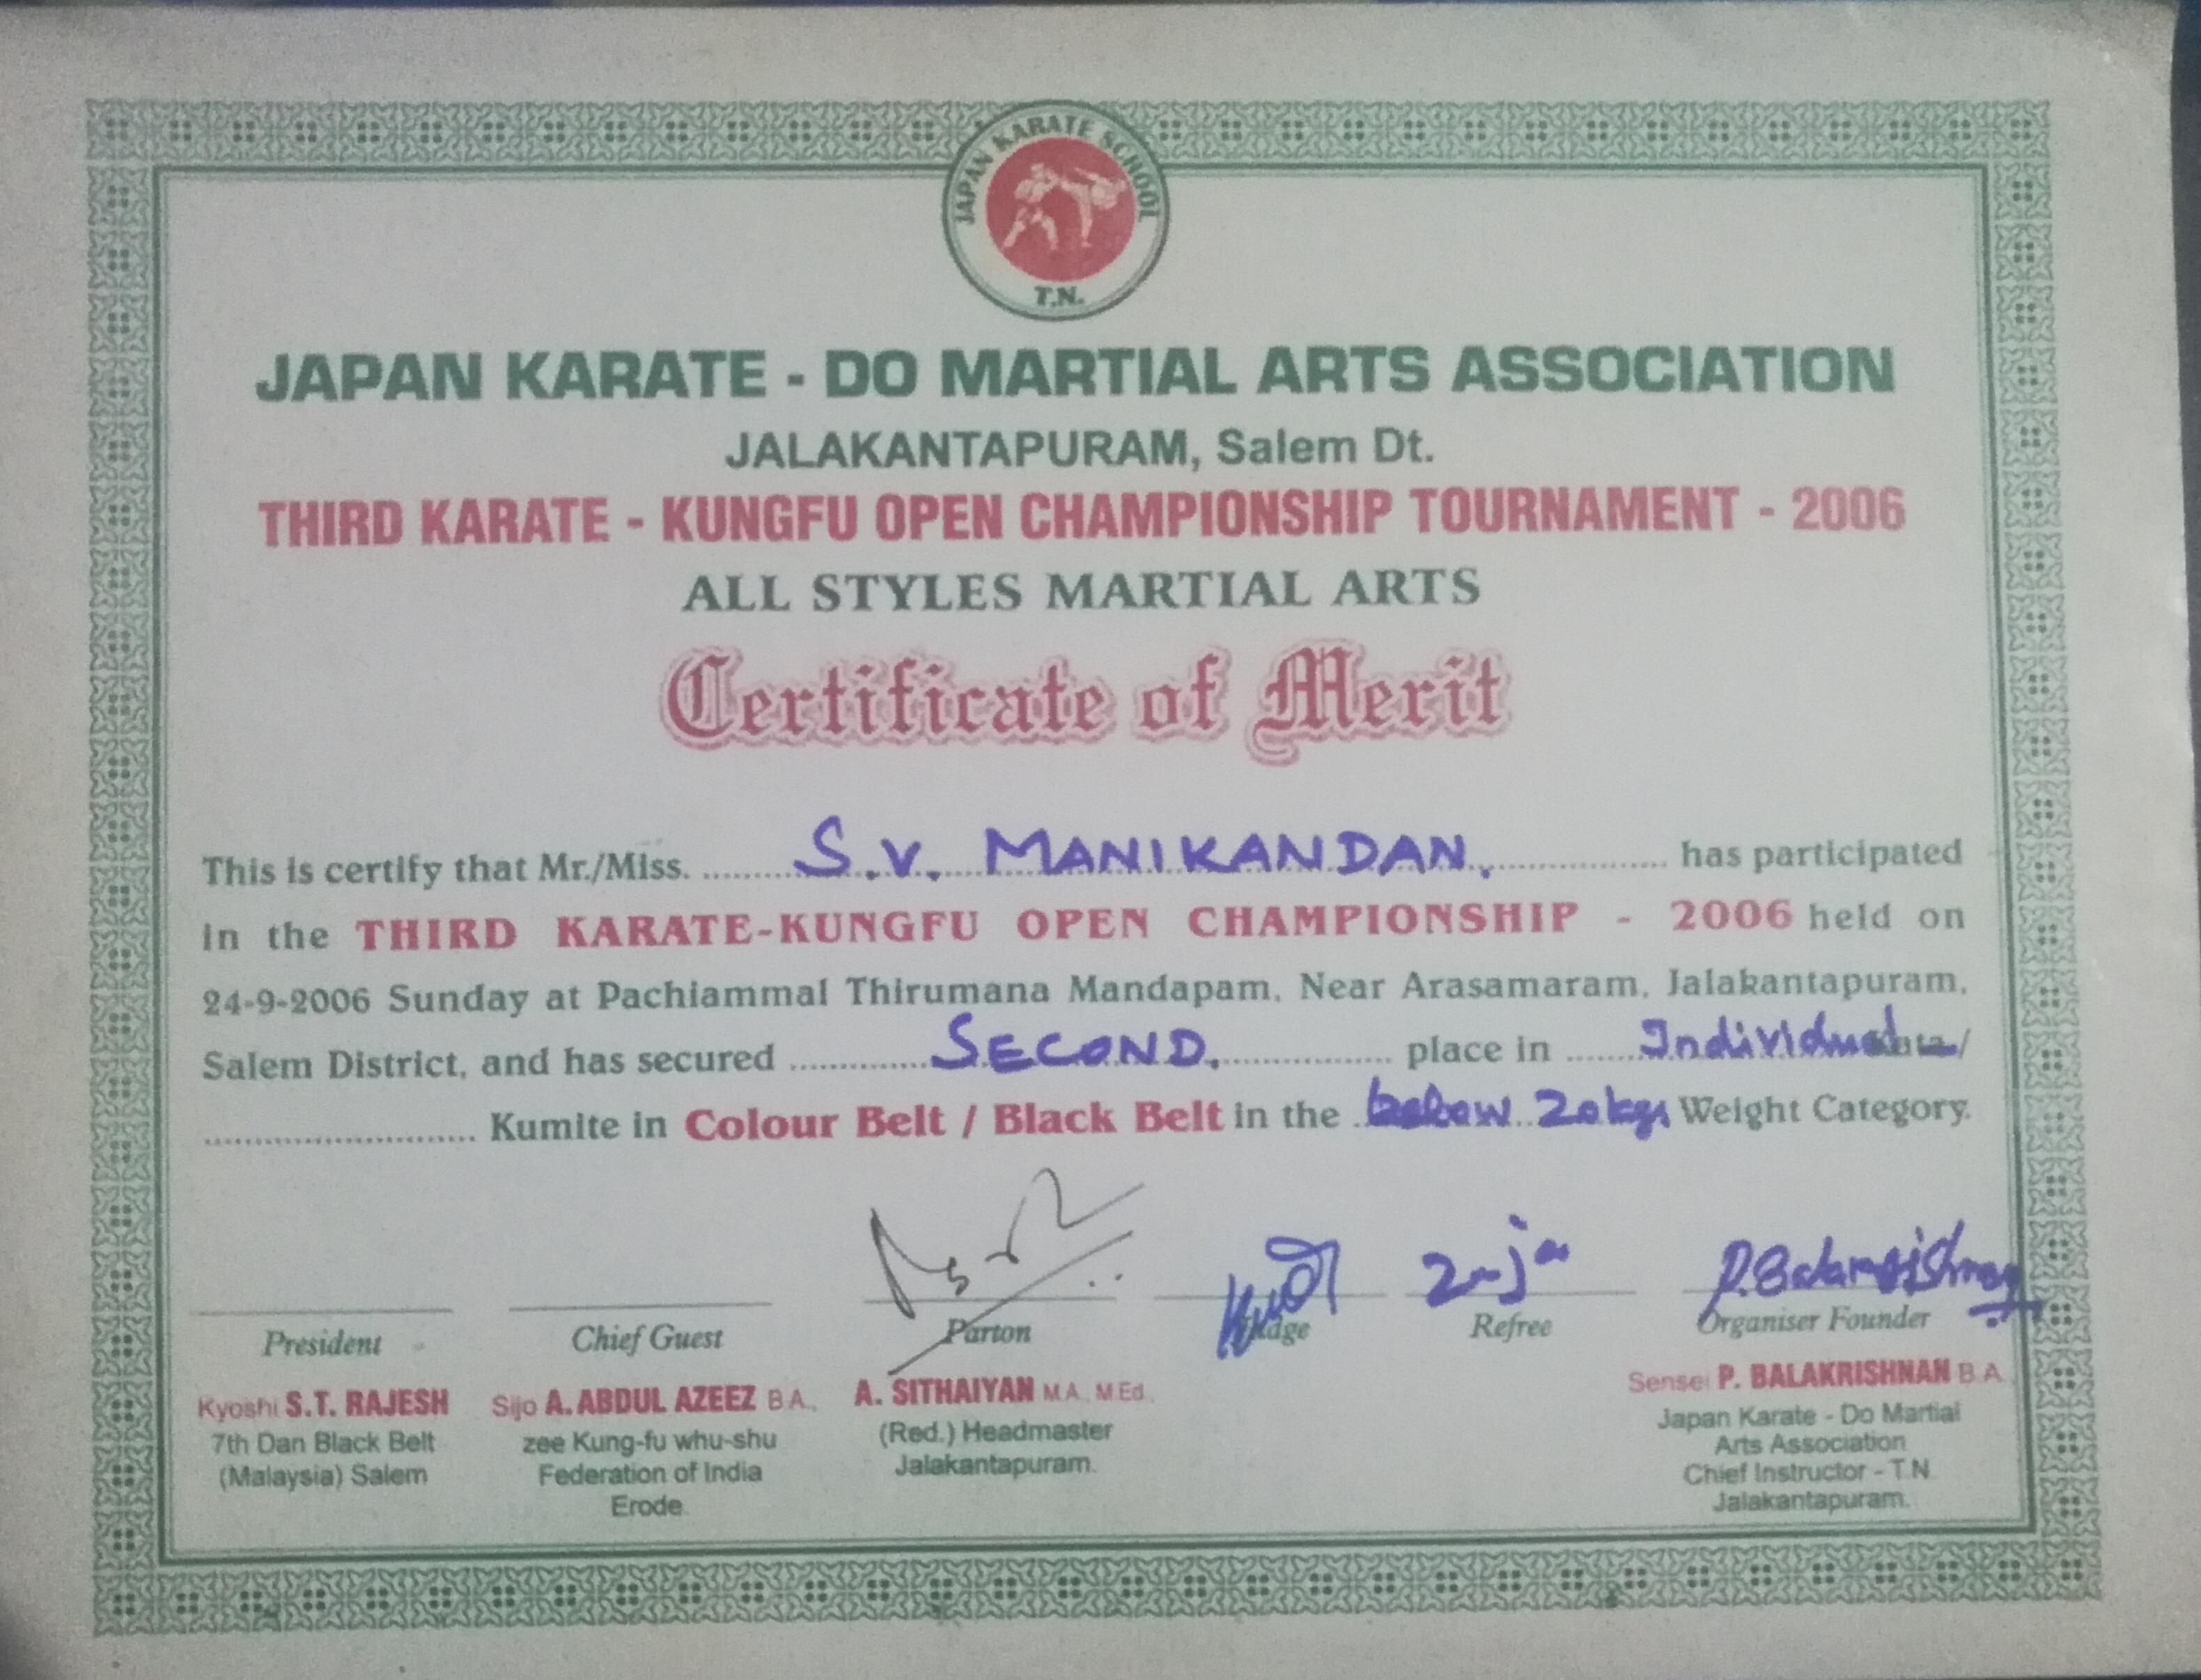 JAPAN KARATE SCHOOL
T.N.
JAPAN KARATE - DO MARTIAL ARTS ASSOCIATION
JALAKANTAPURAM, Salem Dt.
THIRD KARATE - KUNGFU OPEN CHAMPIONSHIP TOURNAMENT - 2006
ALL STYLES MARTIAL ARTS
Certificate of Merit
This is certify that Mr./Miss. ........ S.V. MANIKANDAN. ........ has participated
in the THIRD KARATE-KUNGFU OPEN CHAMPIONSHIP - 2006 held on
24-9-2006 Sunday at Pachiammal Thirumana Mandapam, Near Arasamaram, Jalakantapuram,
Salem District, and has secured ........ SECOND. ........ place in ........ Individual /
........ Kumite in Colour Belt / Black Belt in the below 20kgs Weight Category.
P. Balakrishnan
President Chief Guest Parton Judge Refree Organiser Founder
Kyoshi S.T. RAJESH
7th Dan Black Belt
(Malaysia) Salem
Sijo A. ABDUL AZEEZ B.A.,
zee Kung-fu whu-shu
Federation of India
Erode.
A. SITHAIYAN M.A., M.Ed.,
(Red.) Headmaster
Jalakantapuram.
Sensei P. BALAKRISHNAN B.A.
Japan Karate - Do Martial
Arts Association
Chief Instructor - T.N.
Jalakantapuram.